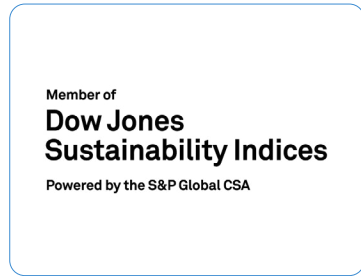 Member of
Dow Jones
Sustainability Indices
Powered by the S&P Global CSA